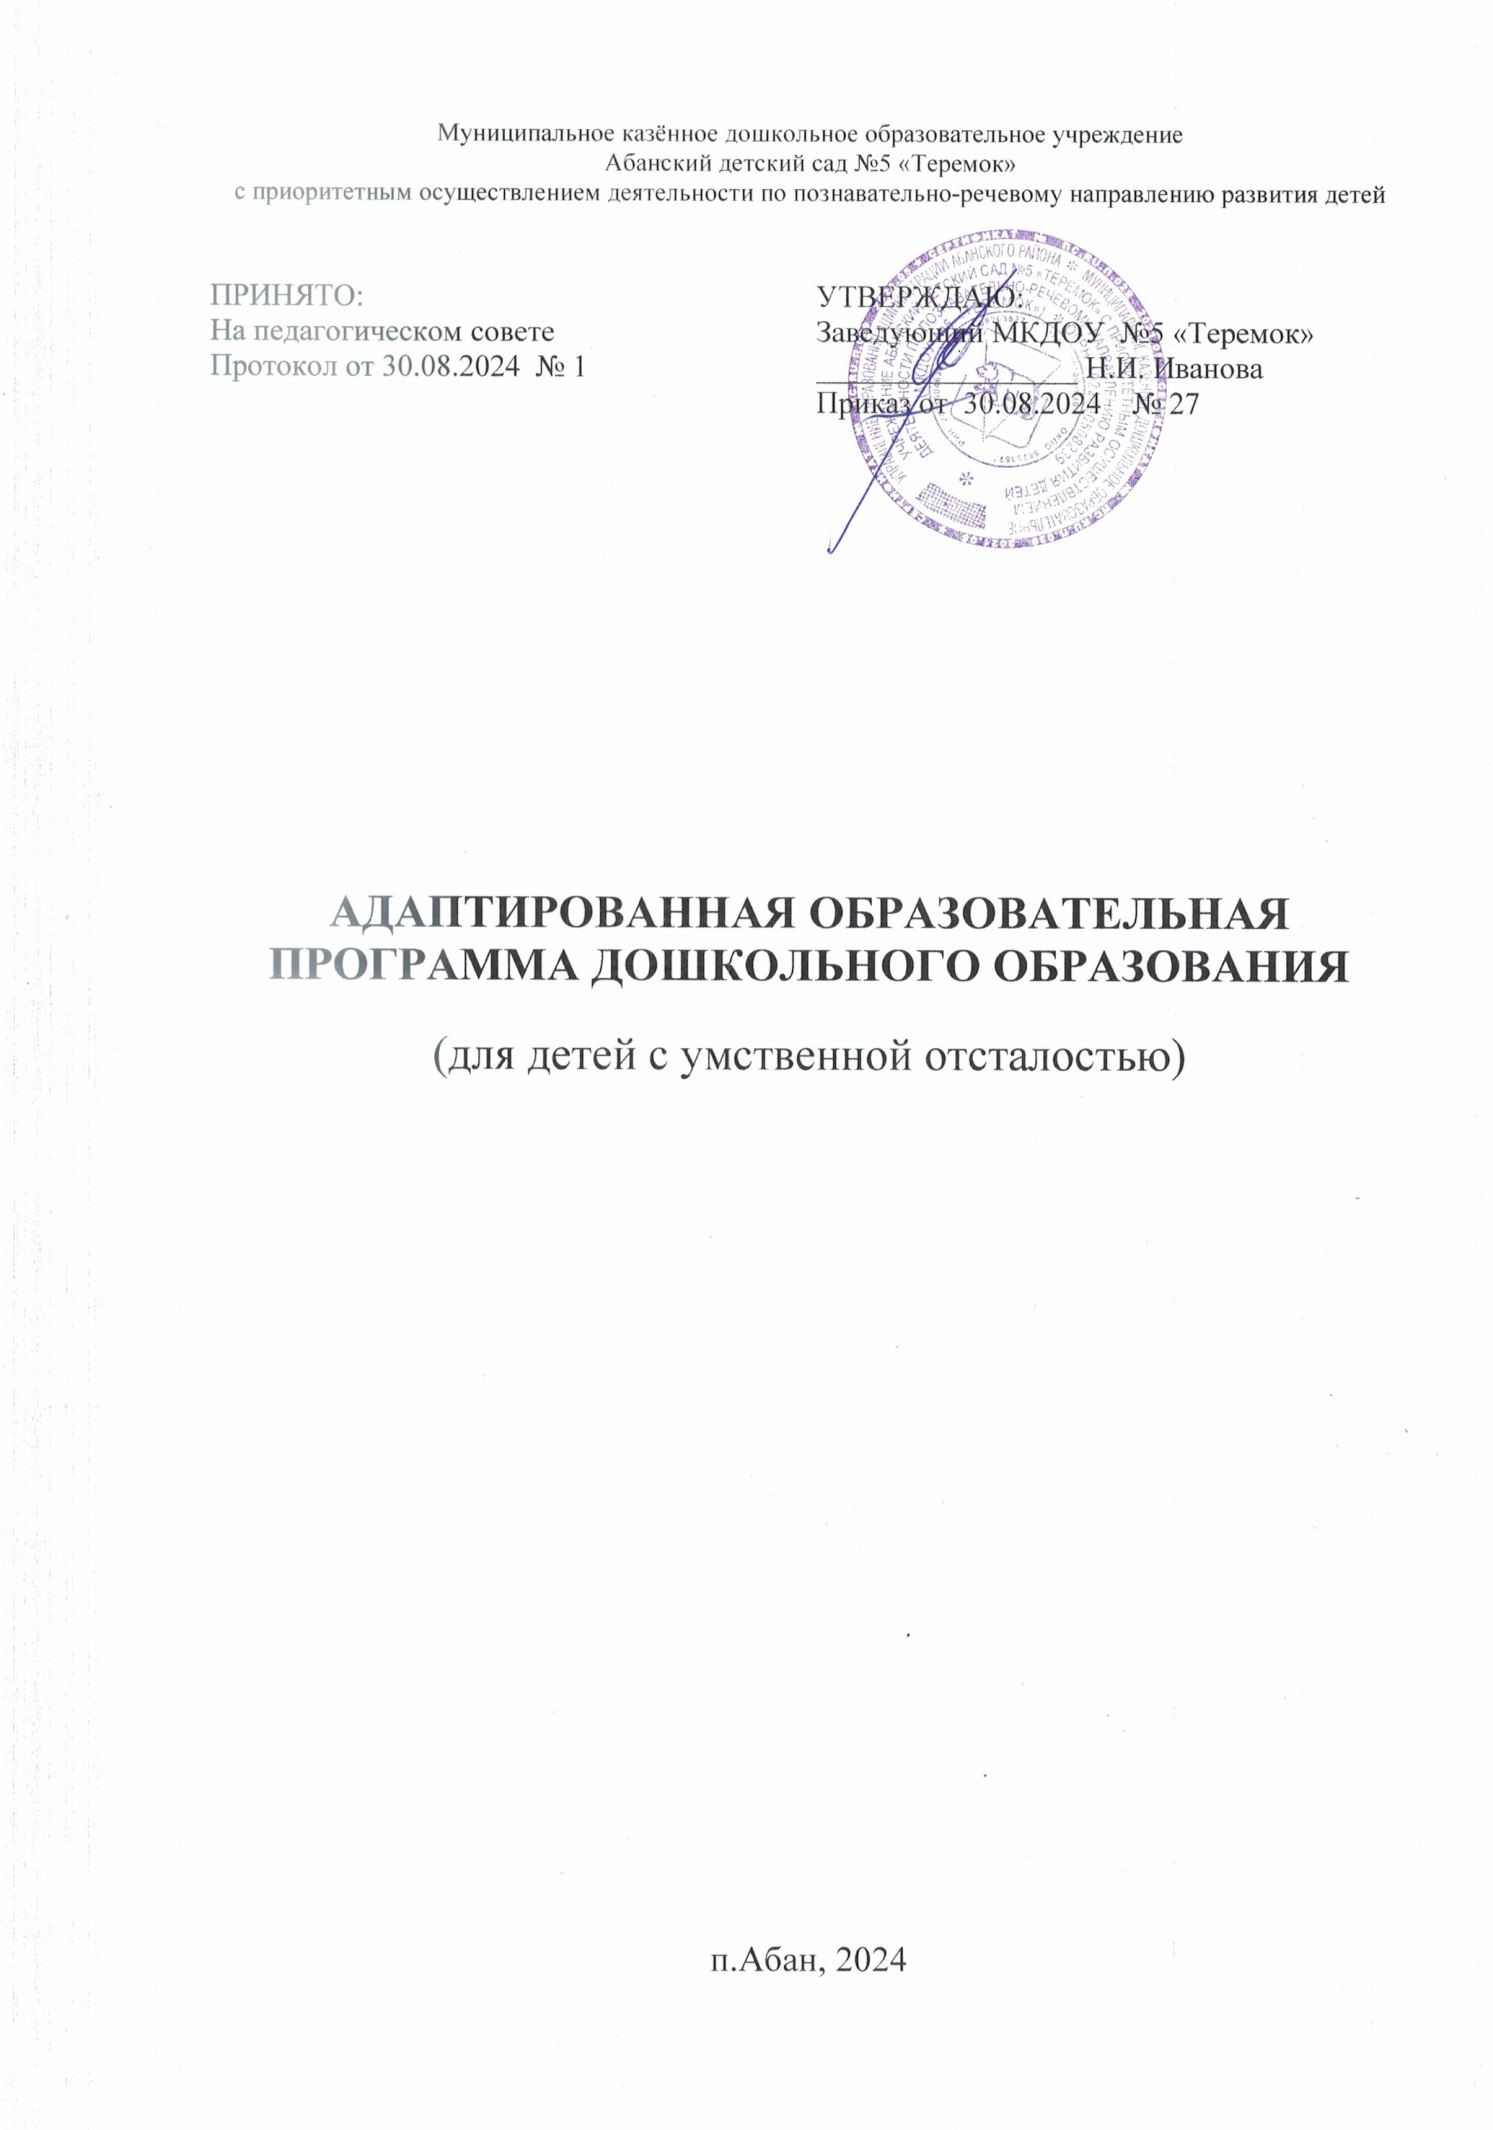 Муниципальное казённое дошкольное образовательное учреждение
Абанский детский сад №5 «Теремок»
с приоритетным осуществлением деятельности по познавательно-речевому направлению развития детей
ПРИНЯТО:
На педагогическом совете
Протокол от 30.08.2024 № 1
УТВЕРЖДАЮ:
Заведующий МКДОУ №5 «Теремок»
________________ Н.И. Иванова
Приказ от 30.08.2024 № 27
АДАПТИРОВАННАЯ ОБРАЗОВАТЕЛЬНАЯ
ПРОГРАММА ДОШКОЛЬНОГО ОБРАЗОВАНИЯ
(для детей с умственной отсталостью)
п.Абан, 2024